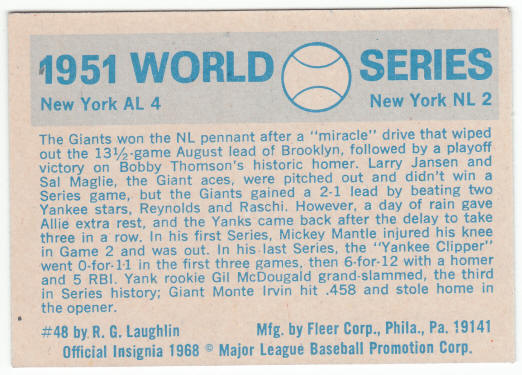 1951 WORLD SERIES
New York AL 4 New York NL 2
The Giants won the NL pennant after a "miracle" drive that wiped
out the 13½-game August lead of Brooklyn, followed by a playoff
victory on Bobby Thomson's historic homer. Larry Jansen and
Sal Maglie, the Giant aces, were pitched out and didn't win a
Series game, but the Giants gained a 2-1 lead by beating two
Yankee stars, Reynolds and Raschi. However, a day of rain gave
Allie extra rest, and the Yanks came back after the delay to take
three in a row. In his first Series, Mickey Mantle injured his knee
in Game 2 and was out. In his last Series, the "Yankee Clipper"
went 0-for-11 in the first three games, then 6-for-12 with a homer
and 5 RBI. Yank rookie Gil McDougald grand-slammed, the third
in Series history; Giant Monte Irvin hit .458 and stole home in
the opener.
#48 by R. G. Laughlin Mfg. by Fleer Corp., Phila., Pa. 19141
Official Insignia 1968 © Major League Baseball Promotion Corp.